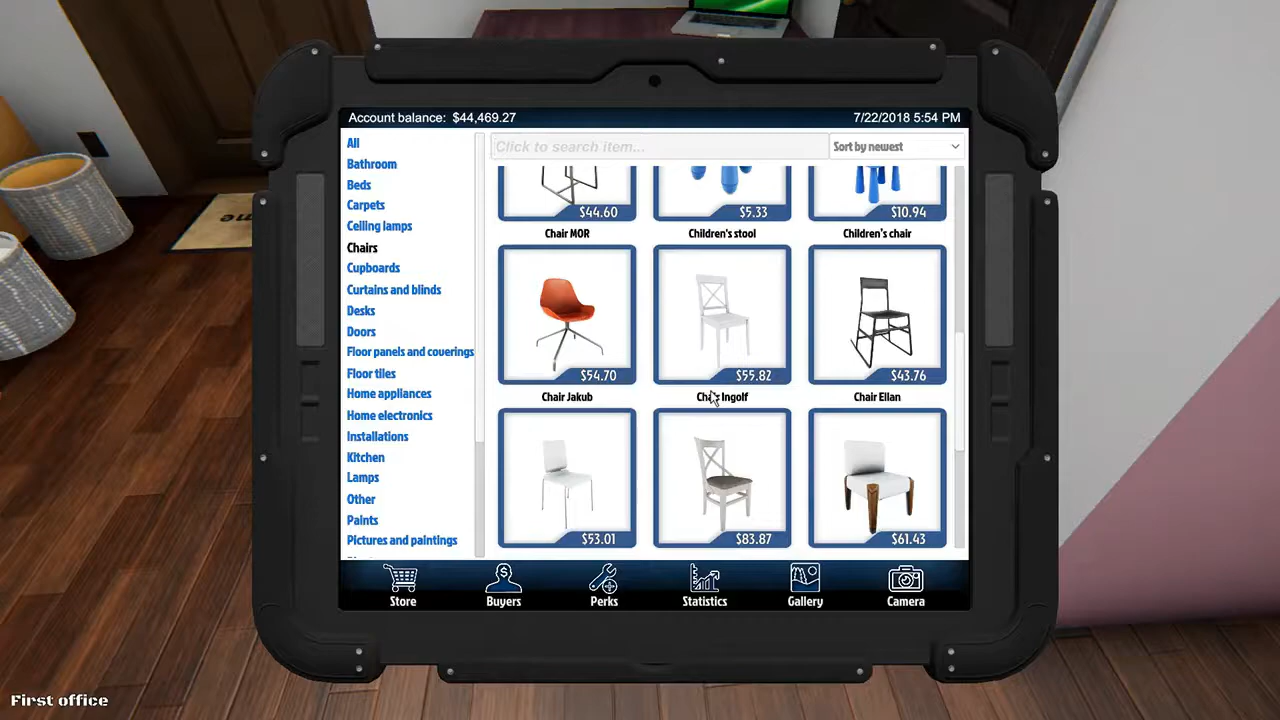 Account balance: $44,469.27
7/22/2018 5:54 PM
All
Bathroom
Beds
Carpets
Ceiling lamps
Chairs
Cupboards
Curtains and blinds
Desks
Doors
Floor panels and coverings
Floor tiles
Home appliances
Home electronics
Installations
Kitchen
Lamps
Other
Paints
Pictures and paintings
Click to search item...
Sort by newest
$44.60
$5.33
$10.94
Chair MOR
Children's stool
Children's chair
$54.70
$55.82
$43.76
Chair Jakub
Chair Ingolf
Chair Ellan
$53.01
$83.87
$61.43
Store
Buyers
Perks
Statistics
Gallery
Camera
First office